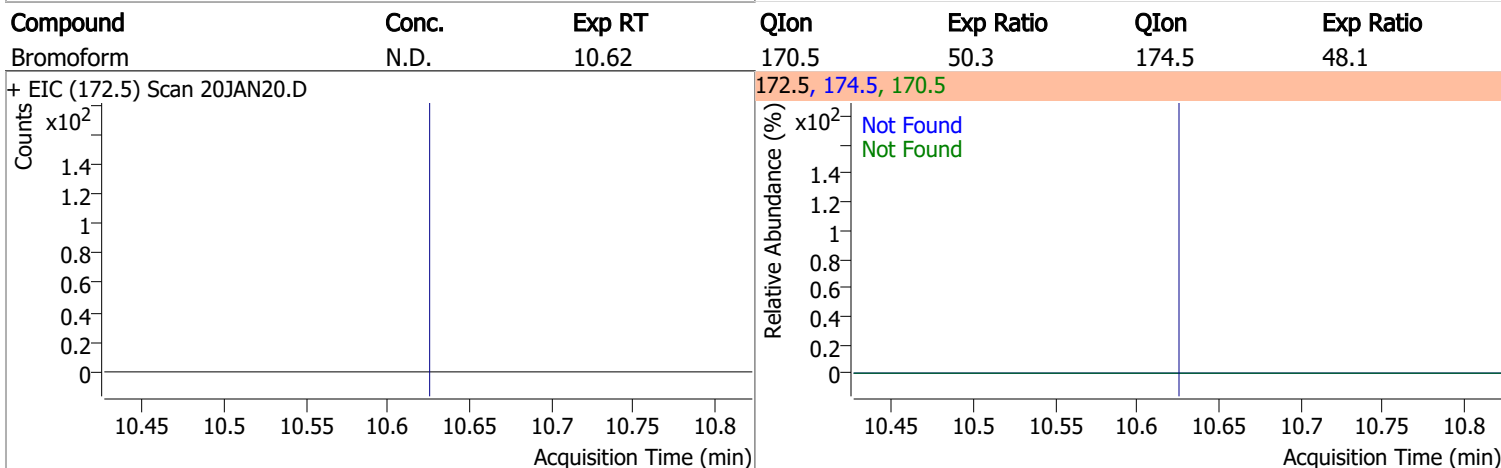 Compound Conc. Exp RT QIon Exp Ratio QIon Exp Ratio
Bromoform N.D. 10.62 170.5 50.3 174.5 48.1
+ EIC (172.5) Scan 20JAN20.D
Counts
x10²
1.4
1.2
1
0.8
0.6
0.4
0.2
0
10.45 10.5 10.55 10.6 10.65 10.7 10.75 10.8
Acquisition Time (min)
172.5, 174.5, 170.5
Relative Abundance (%)
x10²
Not Found
Not Found
1.4
1.2
1
0.8
0.6
0.4
0.2
0
10.45 10.5 10.55 10.6 10.65 10.7 10.75 10.8
Acquisition Time (min)